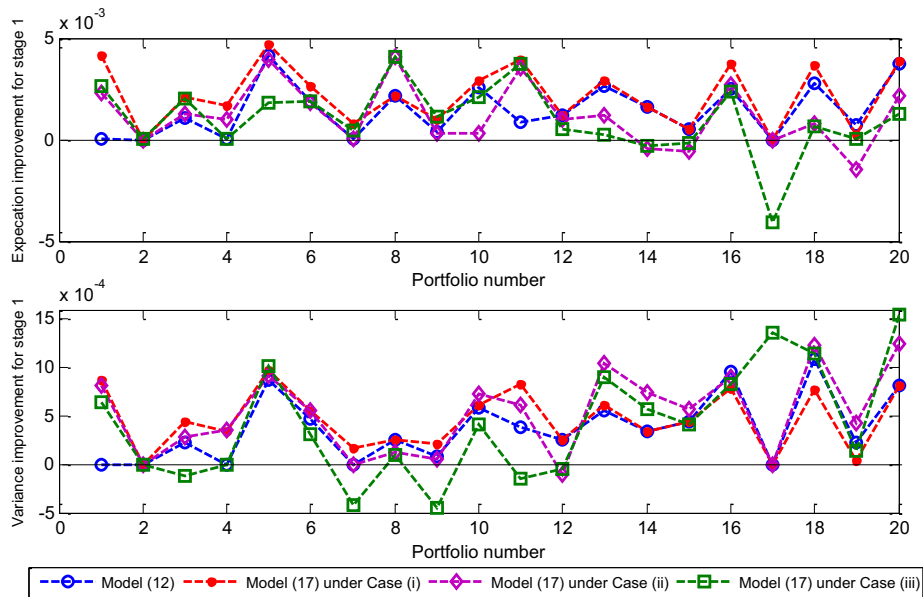 x 10^-3
5
0
-5
Expecation improvement for stage 1
0 2 4 6 8 10 12 14 16 18 20
Portfolio number
x 10^-4
15
10
5
0
-5
Variance improvement for stage 1
0 2 4 6 8 10 12 14 16 18 20
Portfolio number
Model (12) Model (17) under Case (i) Model (17) under Case (ii) Model (17) under Case (iii)